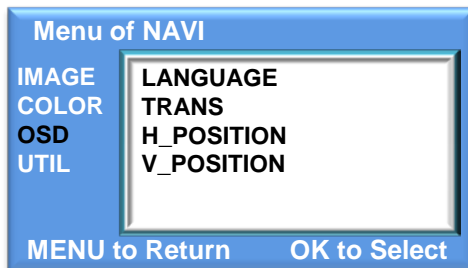 Menu of NAVI
IMAGE
COLOR
OSD
UTIL
LANGUAGE
TRANS
H_POSITION
V_POSITION
MENU to Return OK to Select